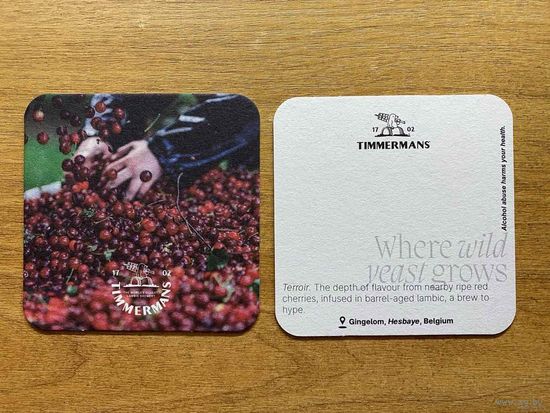 17 02
TIMMERMANS
17 02
TIMMERMANS
Alcohol abuse harms your health.
Where wild
yeast grows
Terroir. The depth of flavour from nearby ripe red
cherries, infused in barrel-aged lambic, a brew to
hype.
Gingelom, Hesbaye, Belgium